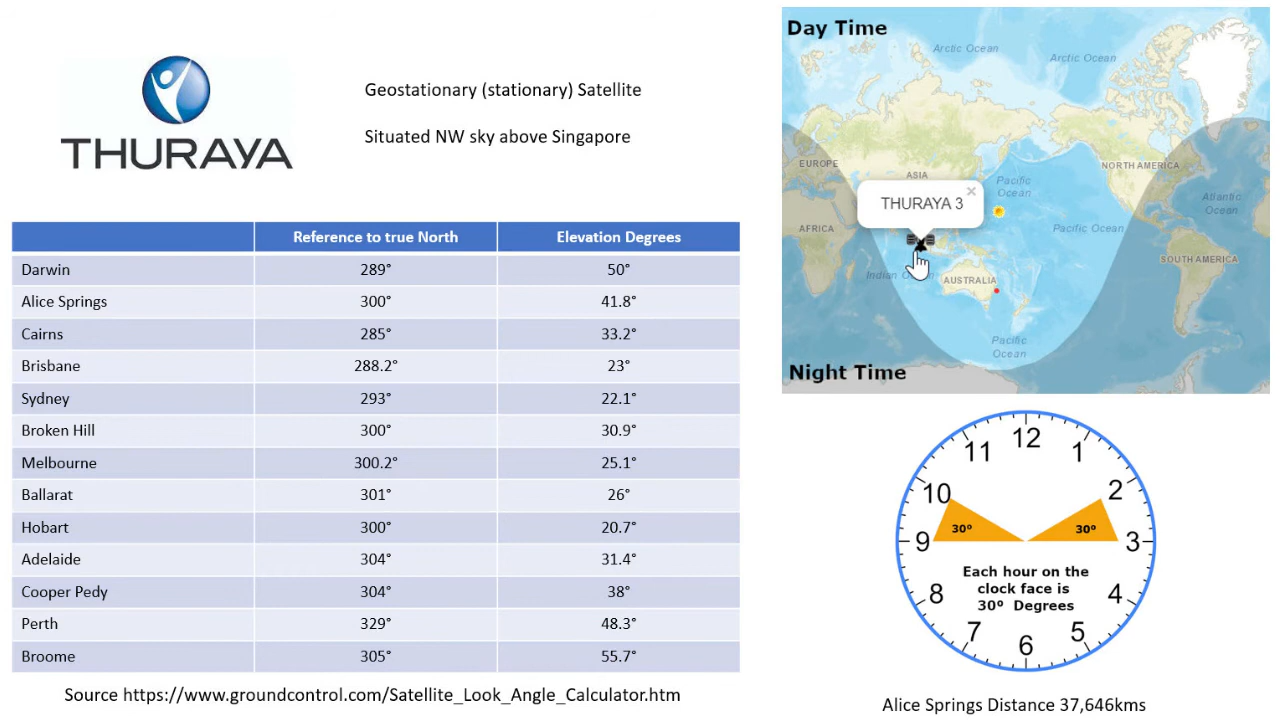 THURAYA
Geostationary (stationary) Satellite
Situated NW sky above Singapore
Reference to true North Elevation Degrees
Darwin 289° 50°
Alice Springs 300° 41.8°
Cairns 285° 33.2°
Brisbane 288.2° 23°
Sydney 293° 22.1°
Broken Hill 300° 30.9°
Melbourne 300.2° 25.1°
Ballarat 301° 26°
Hobart 300° 20.7°
Adelaide 304° 31.4°
Cooper Pedy 304° 38°
Perth 329° 48.3°
Broome 305° 55.7°
Source https://www.groundcontrol.com/Satellite_Look_Angle_Calculator.htm
Day Time
Arctic Ocean
Arctic Ocean
EUROPE
ASIA
NORTH AMERICA
Pacific
Ocean
Atlantic
Ocean
THURAYA 3
×
AFRICA
Pacific Ocean
SOUTH AMERICA
Indian
AUSTRALIA
Pacific
Ocean
Night Time
12
11
1
10
2
30º
30º
9
3
Each hour on the
clock face is
30º Degrees
8
4
7
5
6
Alice Springs Distance 37,646kms